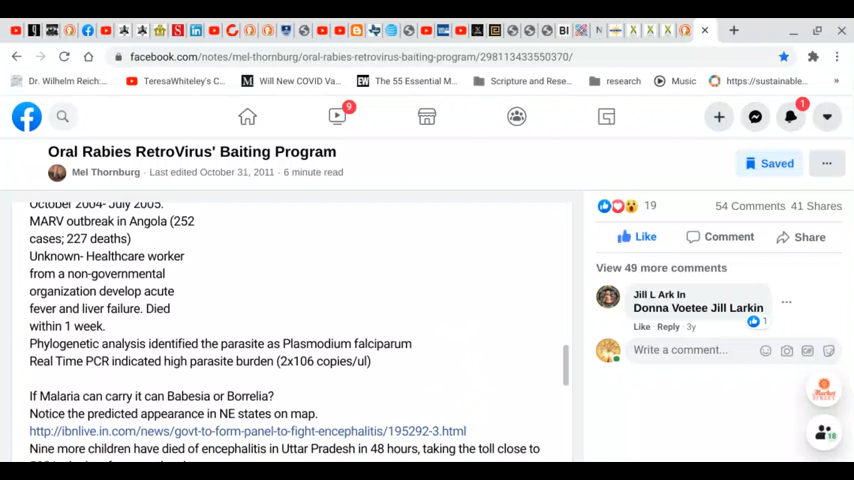 facebook.com/notes/mel-thornburg/oral-rabies-retrovirus-baiting-program/298113433550370/
Dr. Wilhelm Reich:...
TeresaWhiteley's C...
Will New COVID Va...
The 55 Essential M...
Scripture and Rese...
research
Music
https://sustainable...
»
9
1
Oral Rabies RetroVirus' Baiting Program
Mel Thornburg · Last edited October 31, 2011 · 6 minute read
Saved
October 2004- July 2005.
MARV outbreak in Angola (252
cases; 227 deaths)
Unknown- Healthcare worker
from a non-governmental
organization develop acute
fever and liver failure. Died
within 1 week.
Phylogenetic analysis identified the parasite as Plasmodium falciparum
Real Time PCR indicated high parasite burden (2x106 copies/ul)
If Malaria can carry it can Babesia or Borrelia?
Notice the predicted appearance in NE states on map.
http://ibnlive.in.com/news/govt-to-form-panel-to-fight-encephalitis/195292-3.html
Nine more children have died of encephalitis in Uttar Pradesh in 48 hours, taking the toll close to
19
54 Comments 41 Shares
Like
Comment
Share
View 49 more comments
Jill L Ark In
Donna Voetee Jill Larkin
1
Like · Reply · 3y
Write a comment...
GIF
18